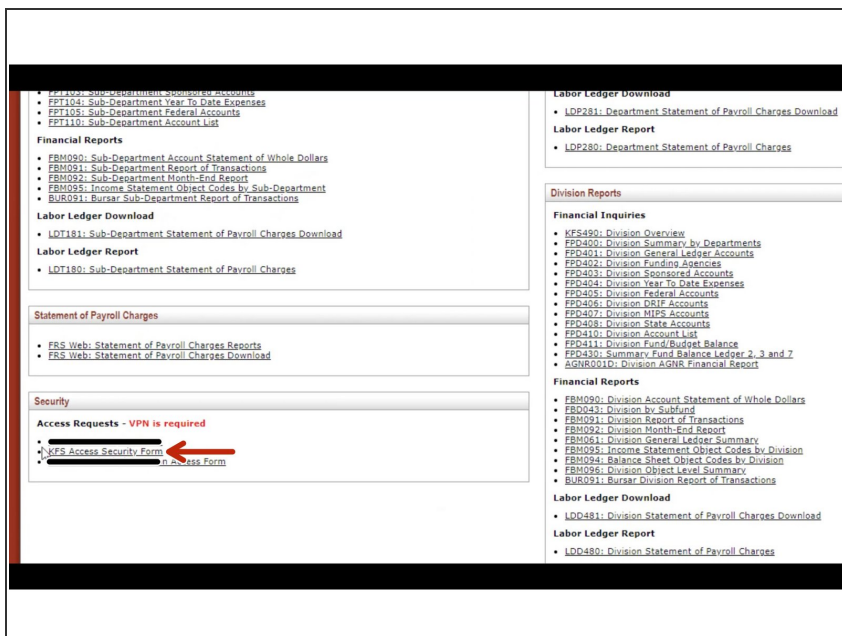 FPT103: Sub-Department Sponsored Accounts
FPT104: Sub-Department Year To Date Expenses
FPT105: Sub-Department Federal Accounts
FPT110: Sub-Department Account List
Financial Reports
FBM090: Sub-Department Account Statement of Whole Dollars
FBM091: Sub-Department Report of Transactions
FBM092: Sub-Department Month-End Report
FBM095: Income Statement Object Codes by Sub-Department
BUR091: Bursar Sub-Department Report of Transactions
Labor Ledger Download
LDT181: Sub-Department Statement of Payroll Charges Download
Labor Ledger Report
LDT180: Sub-Department Statement of Payroll Charges
Statement of Payroll Charges
FRS Web: Statement of Payroll Charges Reports
FRS Web: Statement of Payroll Charges Download
Security
Access Requests - VPN is required
KFS Access Security Form
n Access Form
Labor Ledger Download
LDP281: Department Statement of Payroll Charges Download
Labor Ledger Report
LDP280: Department Statement of Payroll Charges
Division Reports
Financial Inquiries
KFS490: Division Overview
FPD400: Division Summary by Departments
FPD401: Division General Ledger Accounts
FPD402: Division Funding Agencies
FPD403: Division Sponsored Accounts
FPD404: Division Year To Date Expenses
FPD405: Division Federal Accounts
FPD406: Division DRIF Accounts
FPD407: Division MIPS Accounts
FPD408: Division State Accounts
FPD410: Division Account List
FPD411: Division Fund/Budget Balance
FPD430: Summary Fund Balance Ledger 2, 3 and 7
AGNR001D: Division AGNR Financial Report
Financial Reports
FBM090: Division Account Statement of Whole Dollars
FBD043: Division by Subfund
FBM091: Division Report of Transactions
FBM092: Division Month-End Report
FBM061: Division General Ledger Summary
FBM095: Income Statement Object Codes by Division
FBM094: Balance Sheet Object Codes by Division
FBM096: Division Object Level Summary
BUR091: Bursar Division Report of Transactions
Labor Ledger Download
LDD481: Division Statement of Payroll Charges Download
Labor Ledger Report
LDD480: Division Statement of Payroll Charges